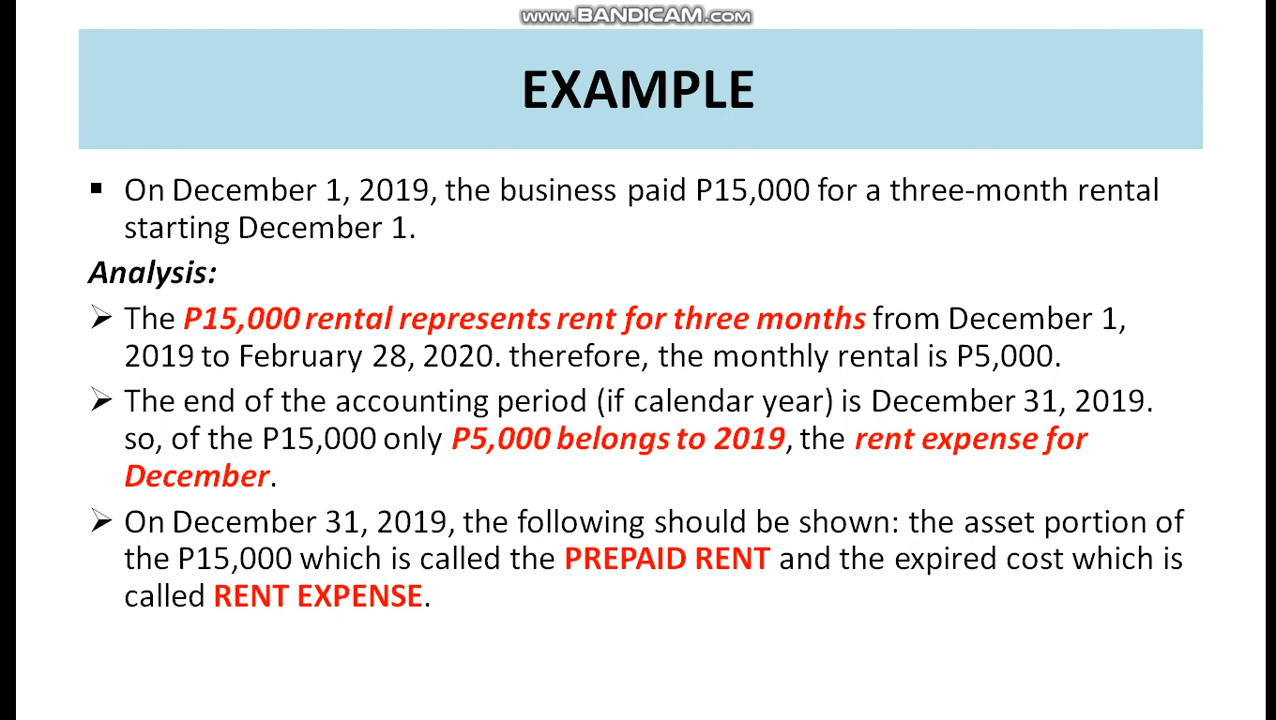 www.BANDICAM.com
EXAMPLE
▪ On December 1, 2019, the business paid P15,000 for a three-month rental
starting December 1.
Analysis:
➢ The P15,000 rental represents rent for three months from December 1,
2019 to February 28, 2020. therefore, the monthly rental is P5,000.
➢ The end of the accounting period (if calendar year) is December 31, 2019.
so, of the P15,000 only P5,000 belongs to 2019, the rent expense for
December.
➢ On December 31, 2019, the following should be shown: the asset portion of
the P15,000 which is called the PREPAID RENT and the expired cost which is
called RENT EXPENSE.